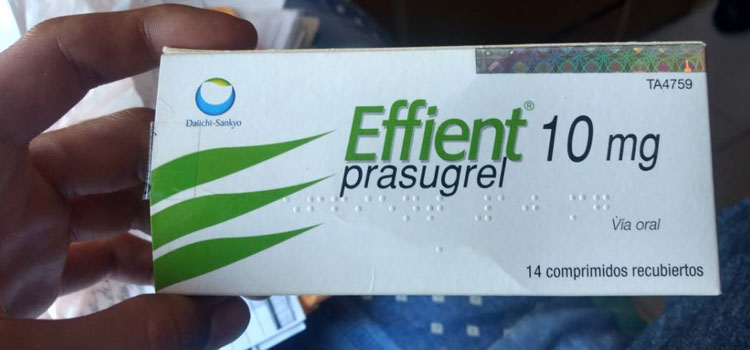 TA4759
Daiichi-Sankyo
Effient® 10 mg
prasugrel
Vía oral
14 comprimidos recubiertos